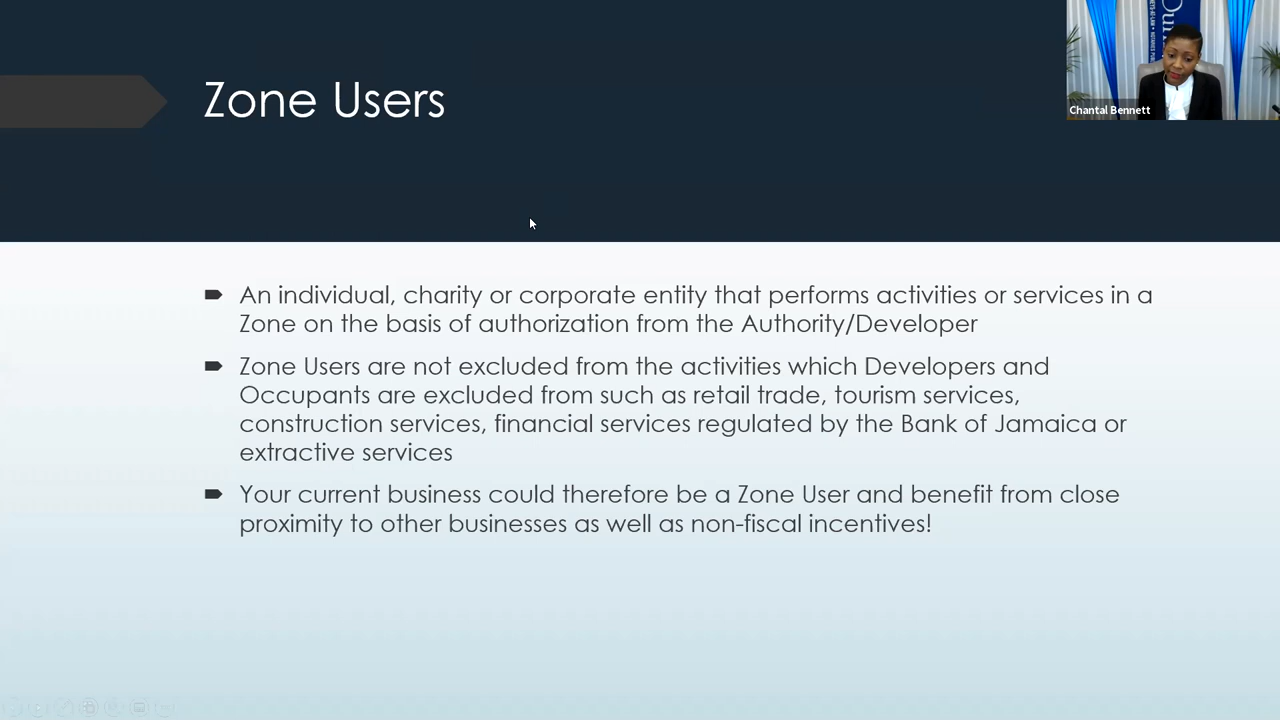 Zone Users
Chantal Bennett
An individual, charity or corporate entity that performs activities or services in a
Zone on the basis of authorization from the Authority/Developer
Zone Users are not excluded from the activities which Developers and
Occupants are excluded from such as retail trade, tourism services,
construction services, financial services regulated by the Bank of Jamaica or
extractive services
Your current business could therefore be a Zone User and benefit from close
proximity to other businesses as well as non-fiscal incentives!